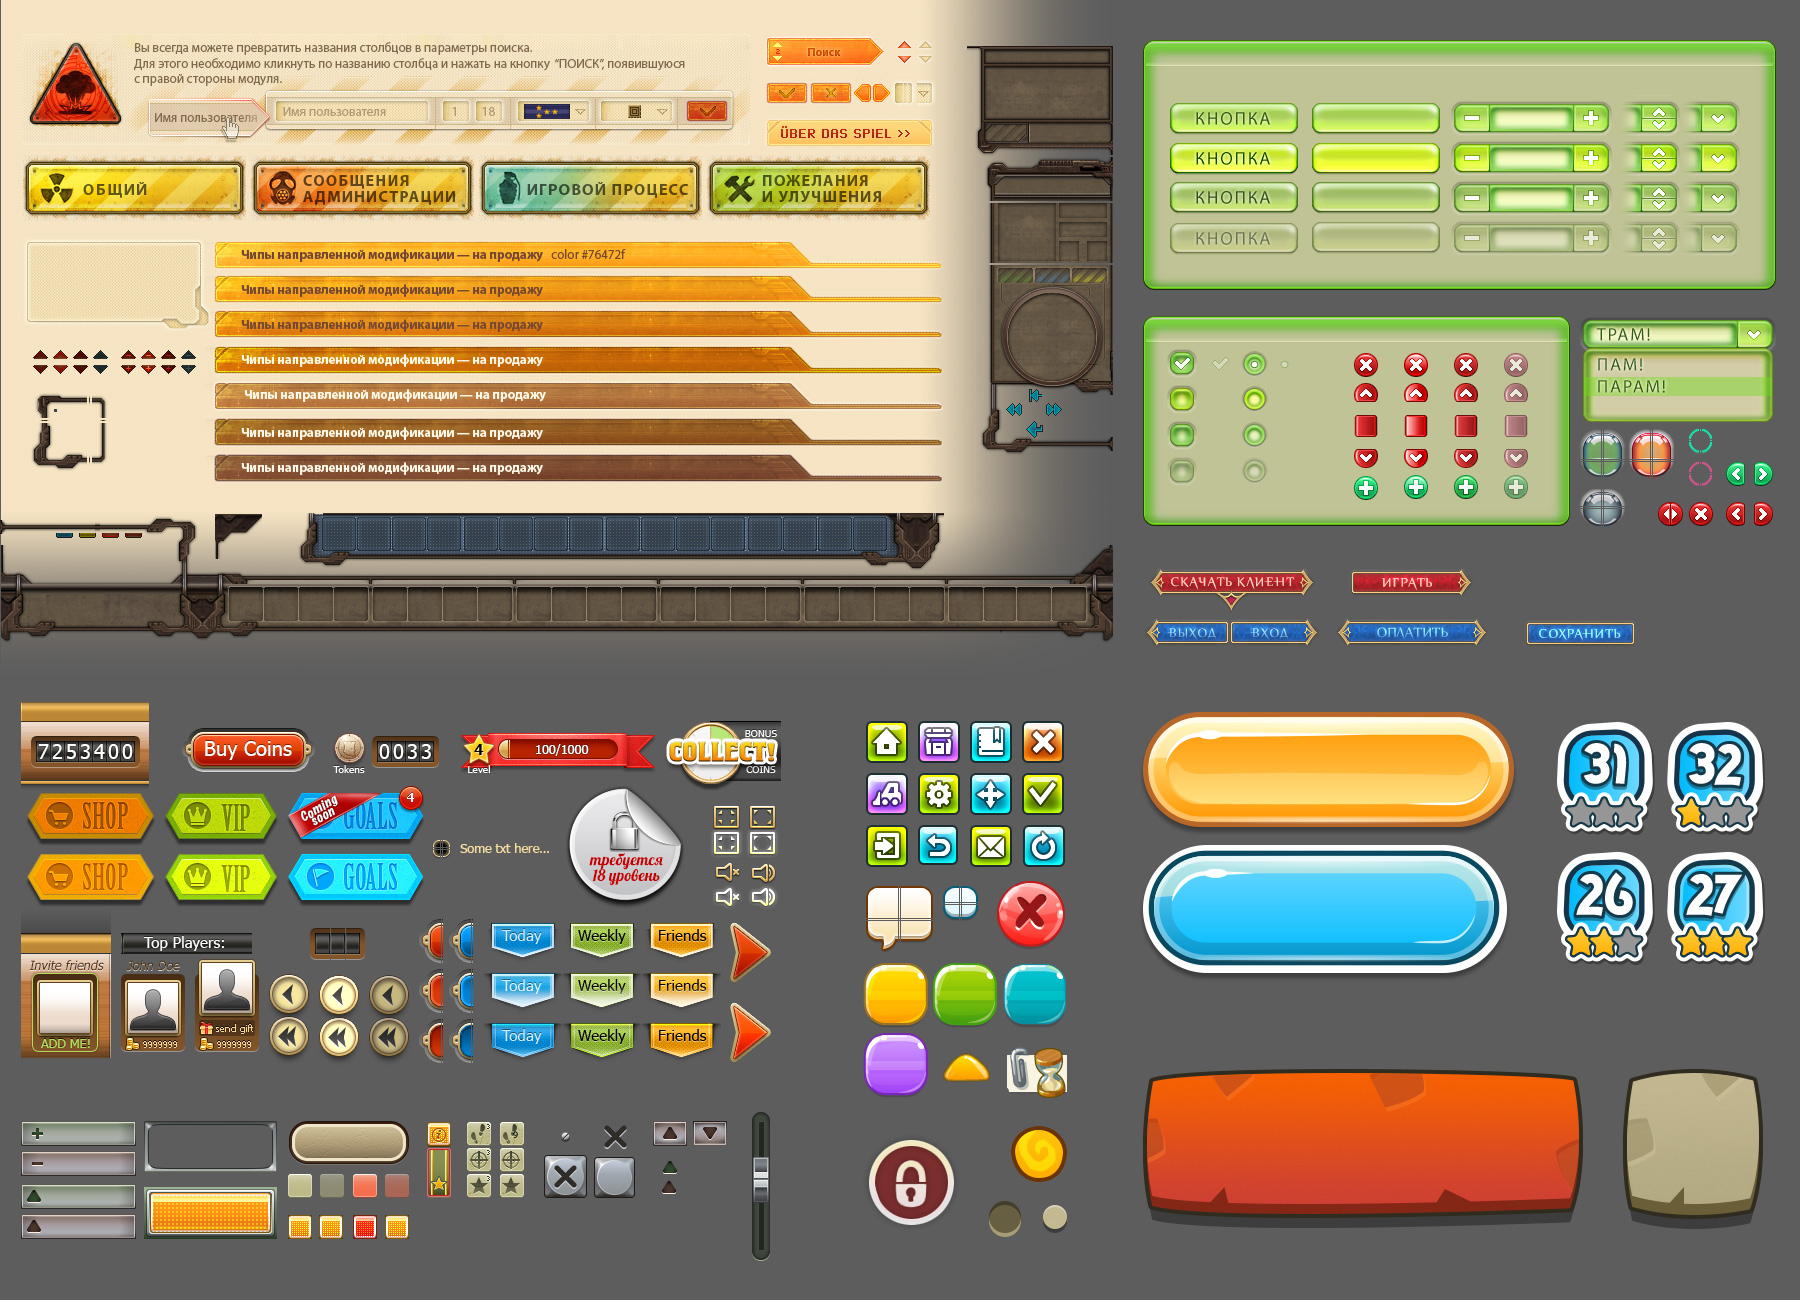 Вы всегда можете превратить названия столбцов в параметры поиска.
Для этого необходимо кликнуть по названию столбца и нажать на кнопку "ПОИСК", появившуюся
с правой стороны модуля.
Имя пользователя
Имя пользователя
1
18
2
Поиск
ÜBER DAS SPIEL >>
ОБЩИЙ
СООБЩЕНИЯ
АДМИНИСТРАЦИИ
ИГРОВОЙ ПРОЦЕСС
ПОЖЕЛАНИЯ
И УЛУЧШЕНИЯ
Чипы направленной модификации — на продажу color #76472f
Чипы направленной модификации — на продажу
Чипы направленной модификации — на продажу
Чипы направленной модификации — на продажу
Чипы направленной модификации — на продажу
Чипы направленной модификации — на продажу
Чипы направленной модификации — на продажу
КНОПКА
КНОПКА
КНОПКА
КНОПКА
ТРАМ!
ПАМ!
ПАРАМ!
СКАЧАТЬ КЛИЕНТ
ИГРАТЬ
ВЫХОД
ВХОД
ОПЛАТИТЬ
СОХРАНИТЬ
7253400
Buy Coins
Tokens
0033
4
Level
100/1000
BONUS
COLLECT!
COINS
SHOP
VIP
Coming
soon
GOALS
4
SHOP
VIP
GOALS
Some txt here...
требуется
18 уровень
Invite friends
ADD ME!
Top Players:
John Doe
9999999
send gift
9999999
Today
Weekly
Friends
Today
Weekly
Friends
Today
Weekly
Friends
3
3
31
32
26
27